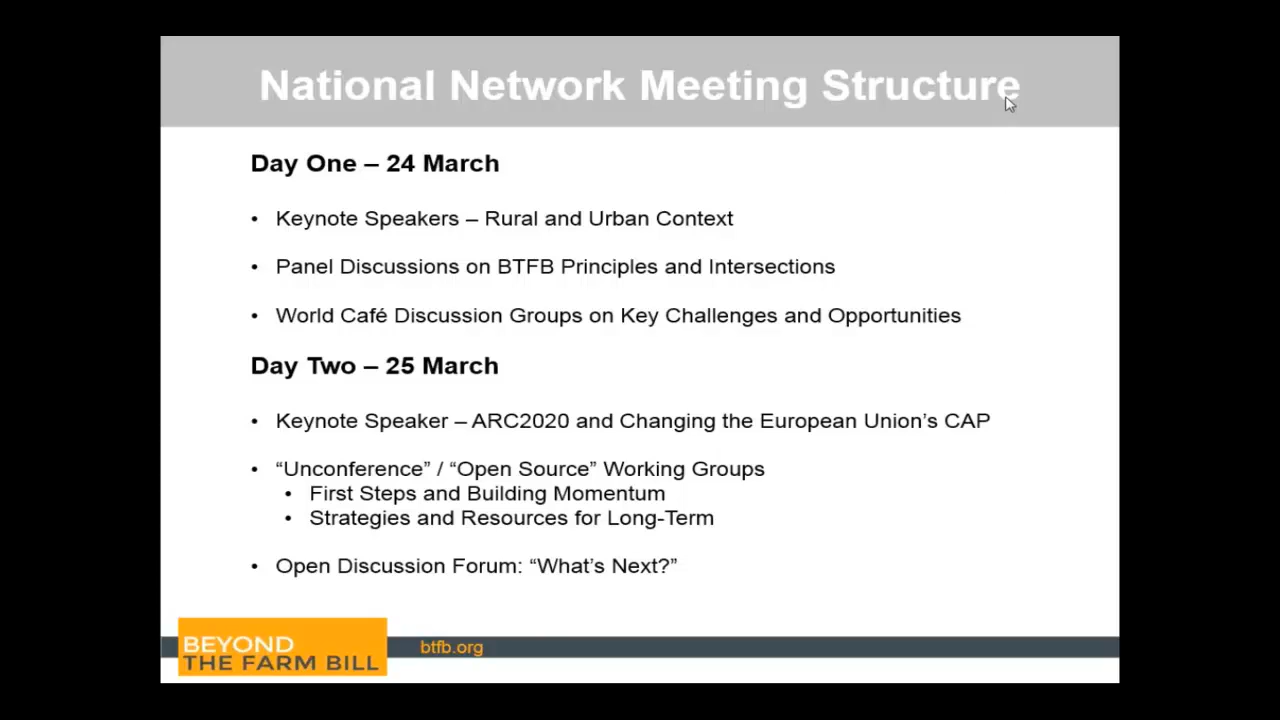 National Network Meeting Structure
Day One – 24 March
• Keynote Speakers – Rural and Urban Context
• Panel Discussions on BTFB Principles and Intersections
• World Café Discussion Groups on Key Challenges and Opportunities
Day Two – 25 March
• Keynote Speaker – ARC2020 and Changing the European Union’s CAP
• “Unconference” / “Open Source” Working Groups
• First Steps and Building Momentum
• Strategies and Resources for Long-Term
• Open Discussion Forum: “What’s Next?”
BEYOND
THE FARM BILL
btfb.org